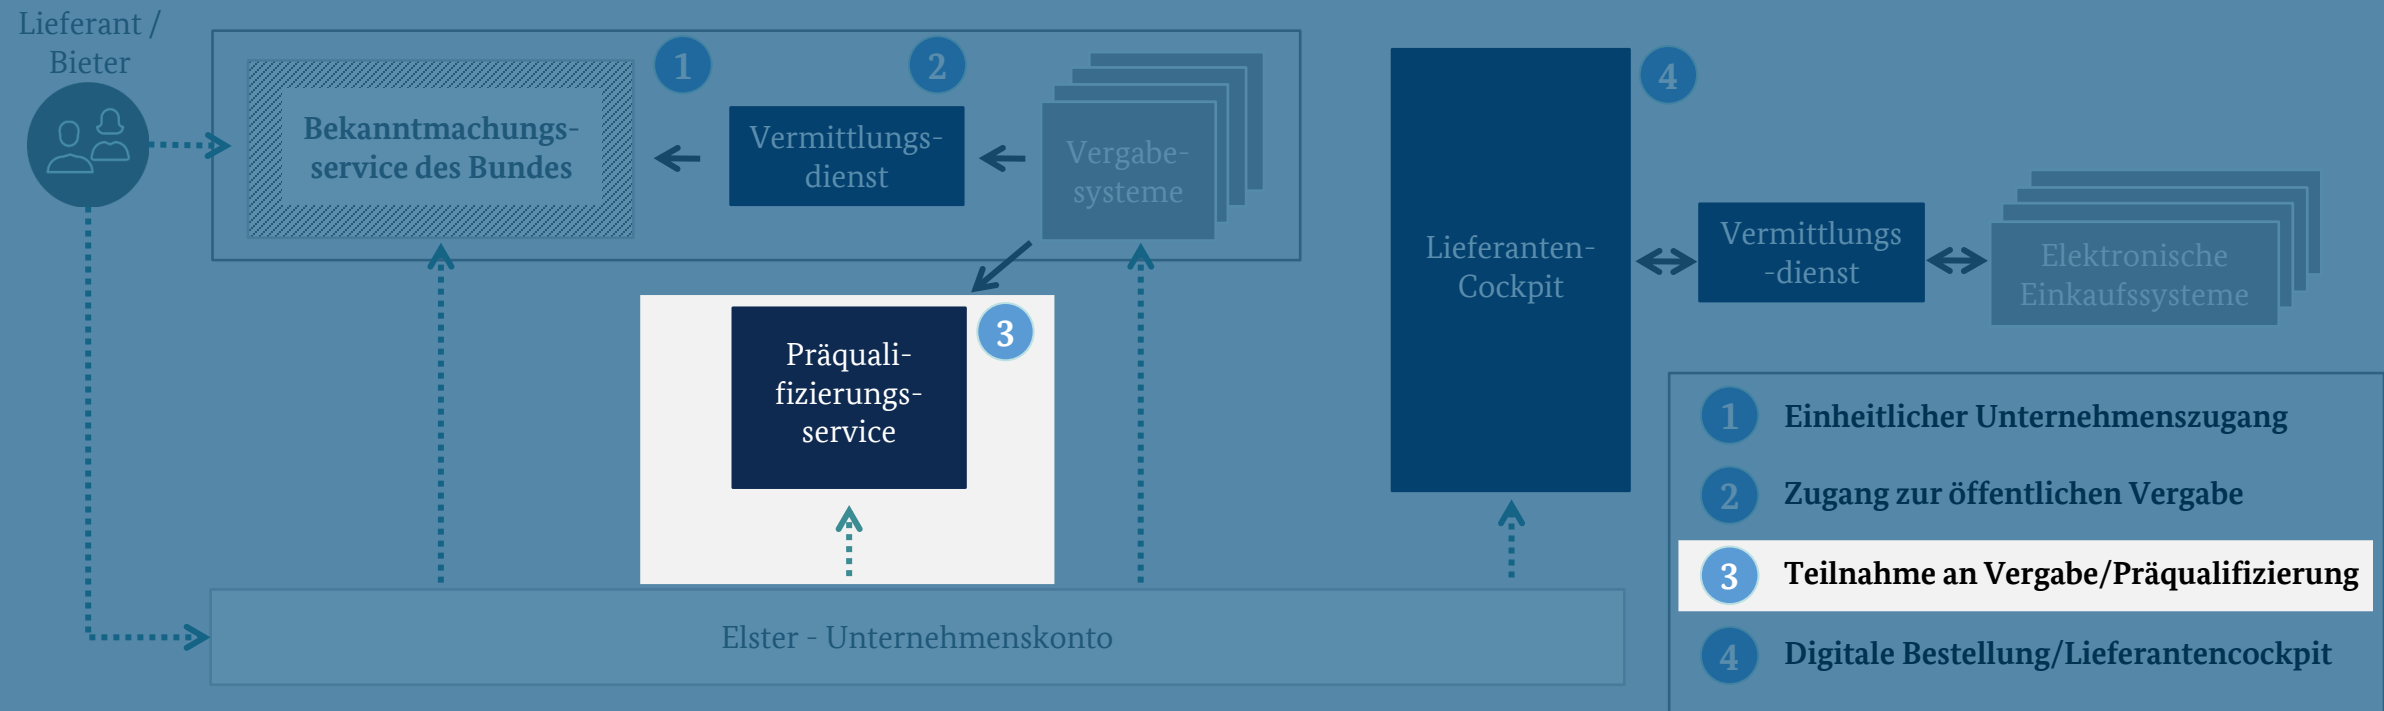 Lieferant /
Bieter
Bekanntmachungs-
service des Bundes
1
Vermittlungs-
dienst
2
Vergabe-
systeme
Präquali-
fizierungs-
service
3
Lieferanten-
Cockpit
4
Vermittlungs
-dienst
Elektronische
Einkaufssysteme
Elster - Unternehmenskonto
1 Einheitlicher Unternehmenszugang
2 Zugang zur öffentlichen Vergabe
3 Teilnahme an Vergabe/Präqualifizierung
4 Digitale Bestellung/Lieferantencockpit